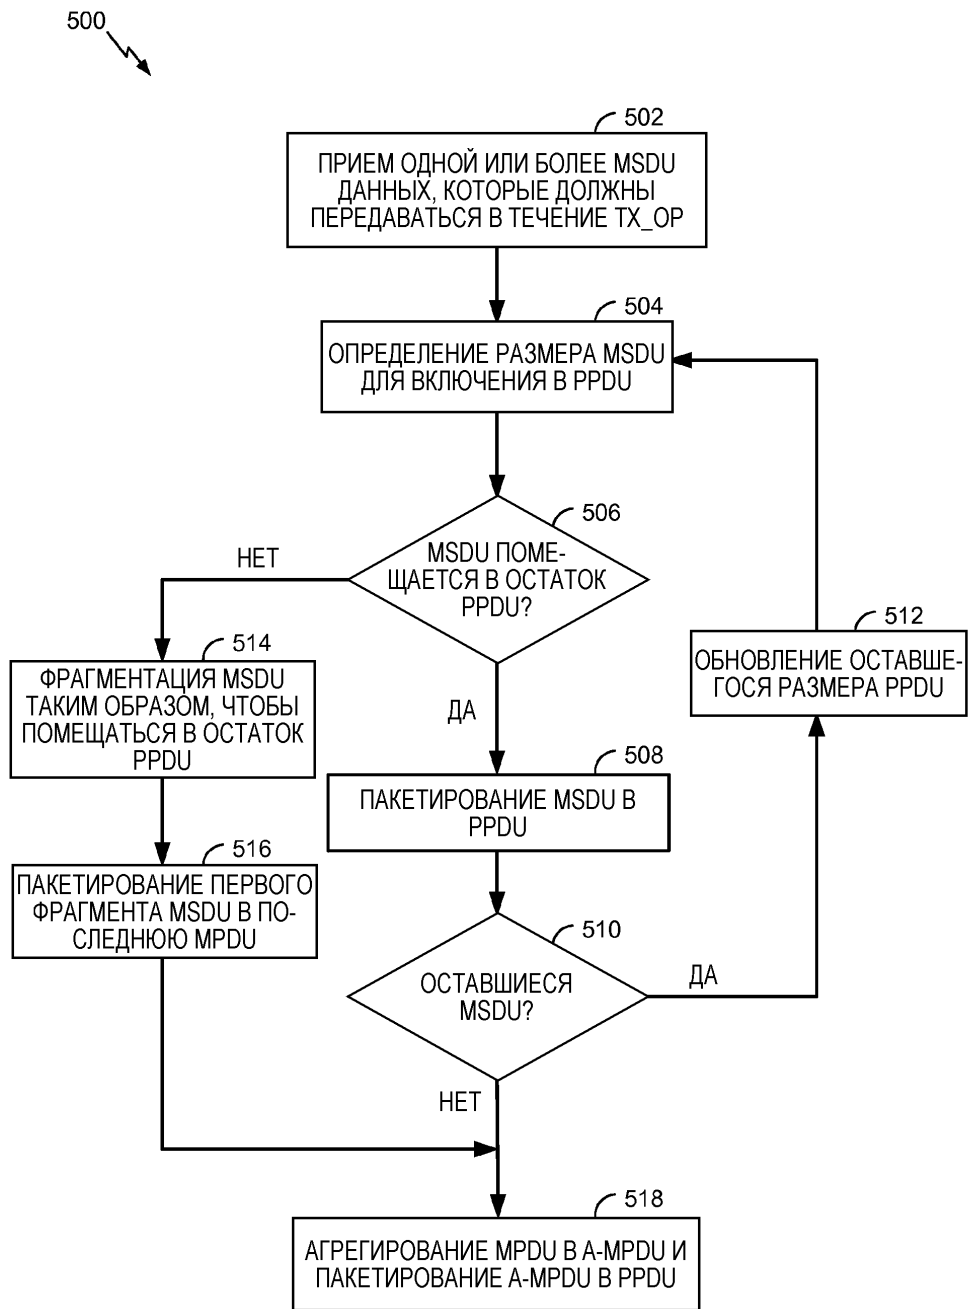 500
502
ПРИЕМ ОДНОЙ ИЛИ БОЛЕЕ MSDU
ДАННЫХ, КОТОРЫЕ ДОЛЖНЫ
ПЕРЕДАВАТЬСЯ В ТЕЧЕНИЕ TX_OP
504
ОПРЕДЕЛЕНИЕ РАЗМЕРА MSDU
ДЛЯ ВКЛЮЧЕНИЯ В PPDU
506
MSDU ПОМЕ-
ЩАЕТСЯ В ОСТАТОК
PPDU?
НЕТ
ДА
514
ФРАГМЕНТАЦИЯ MSDU
ТАКИМ ОБРАЗОМ, ЧТОБЫ
ПОМЕЩАТЬСЯ В ОСТАТОК
PPDU
512
ОБНОВЛЕНИЕ ОСТАВШЕ-
ГОСЯ РАЗМЕРА PPDU
508
ПАКЕТИРОВАНИЕ MSDU В
PPDU
516
ПАКЕТИРОВАНИЕ ПЕРВОГО
ФРАГМЕНТА MSDU В ПО-
СЛЕДНЮЮ MPDU
510
ОСТАВШИЕСЯ
MSDU?
ДА
НЕТ
518
АГРЕГИРОВАНИЕ MPDU В A-MPDU И
ПАКЕТИРОВАНИЕ A-MPDU В PPDU